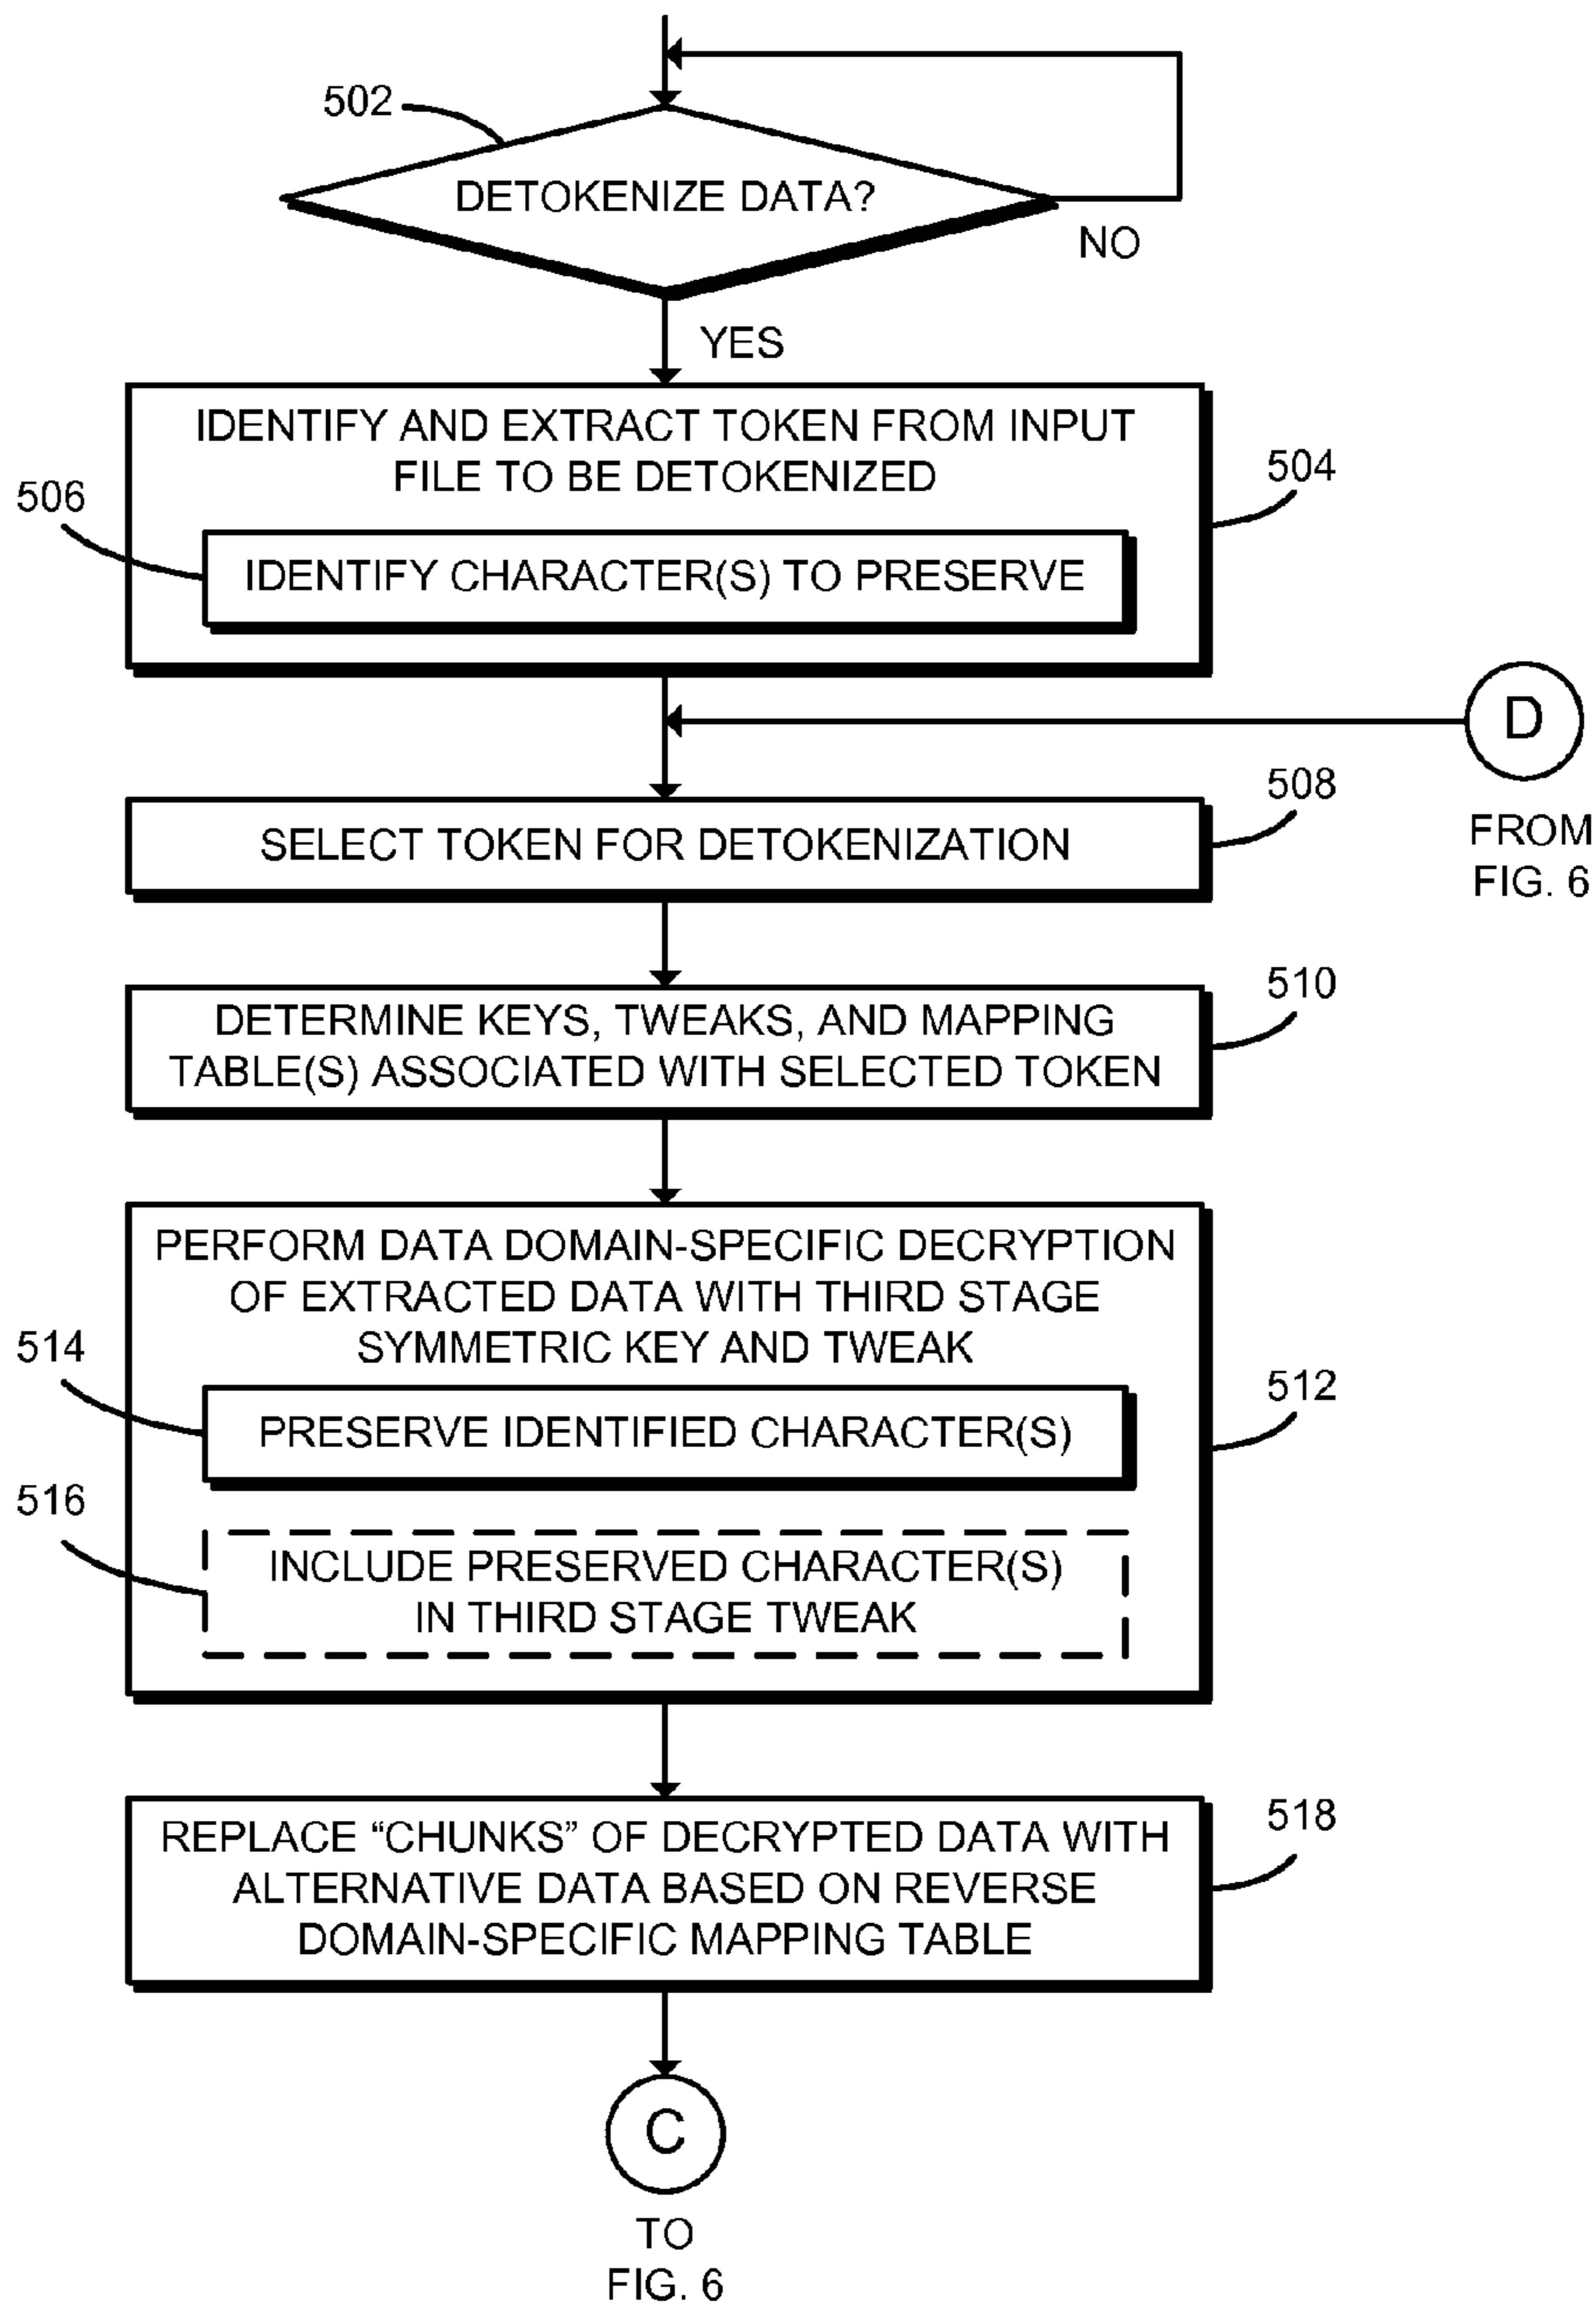 502
DETOKENIZE DATA?
NO
YES
IDENTIFY AND EXTRACT TOKEN FROM INPUT
FILE TO BE DETOKENIZED
504
506
IDENTIFY CHARACTER(S) TO PRESERVE
D
FROM
FIG. 6
508
SELECT TOKEN FOR DETOKENIZATION
510
DETERMINE KEYS, TWEAKS, AND MAPPING
TABLE(S) ASSOCIATED WITH SELECTED TOKEN
PERFORM DATA DOMAIN-SPECIFIC DECRYPTION
OF EXTRACTED DATA WITH THIRD STAGE
SYMMETRIC KEY AND TWEAK
512
514
PRESERVE IDENTIFIED CHARACTER(S)
516
INCLUDE PRESERVED CHARACTER(S)
IN THIRD STAGE TWEAK
518
REPLACE “CHUNKS” OF DECRYPTED DATA WITH
ALTERNATIVE DATA BASED ON REVERSE
DOMAIN-SPECIFIC MAPPING TABLE
C
TO
FIG. 6